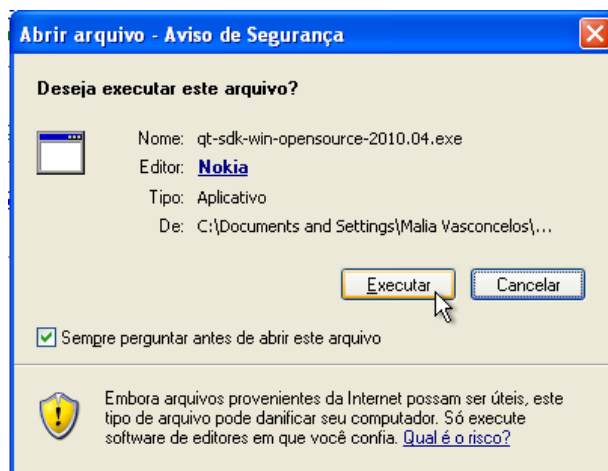 Abrir arquivo - Aviso de Segurança
Deseja executar este arquivo?
Nome: qt-sdk-win-opensource-2010.04.exe
Editor: Nokia
Tipo: Aplicativo
De: C:\Documents and Settings\Malia Vasconcelos\...
Executar Cancelar
Sempre perguntar antes de abrir este arquivo
Embora arquivos provenientes da Internet possam ser úteis, este
tipo de arquivo pode danificar seu computador. Só execute
software de editores em que você confia. Qual é o risco?